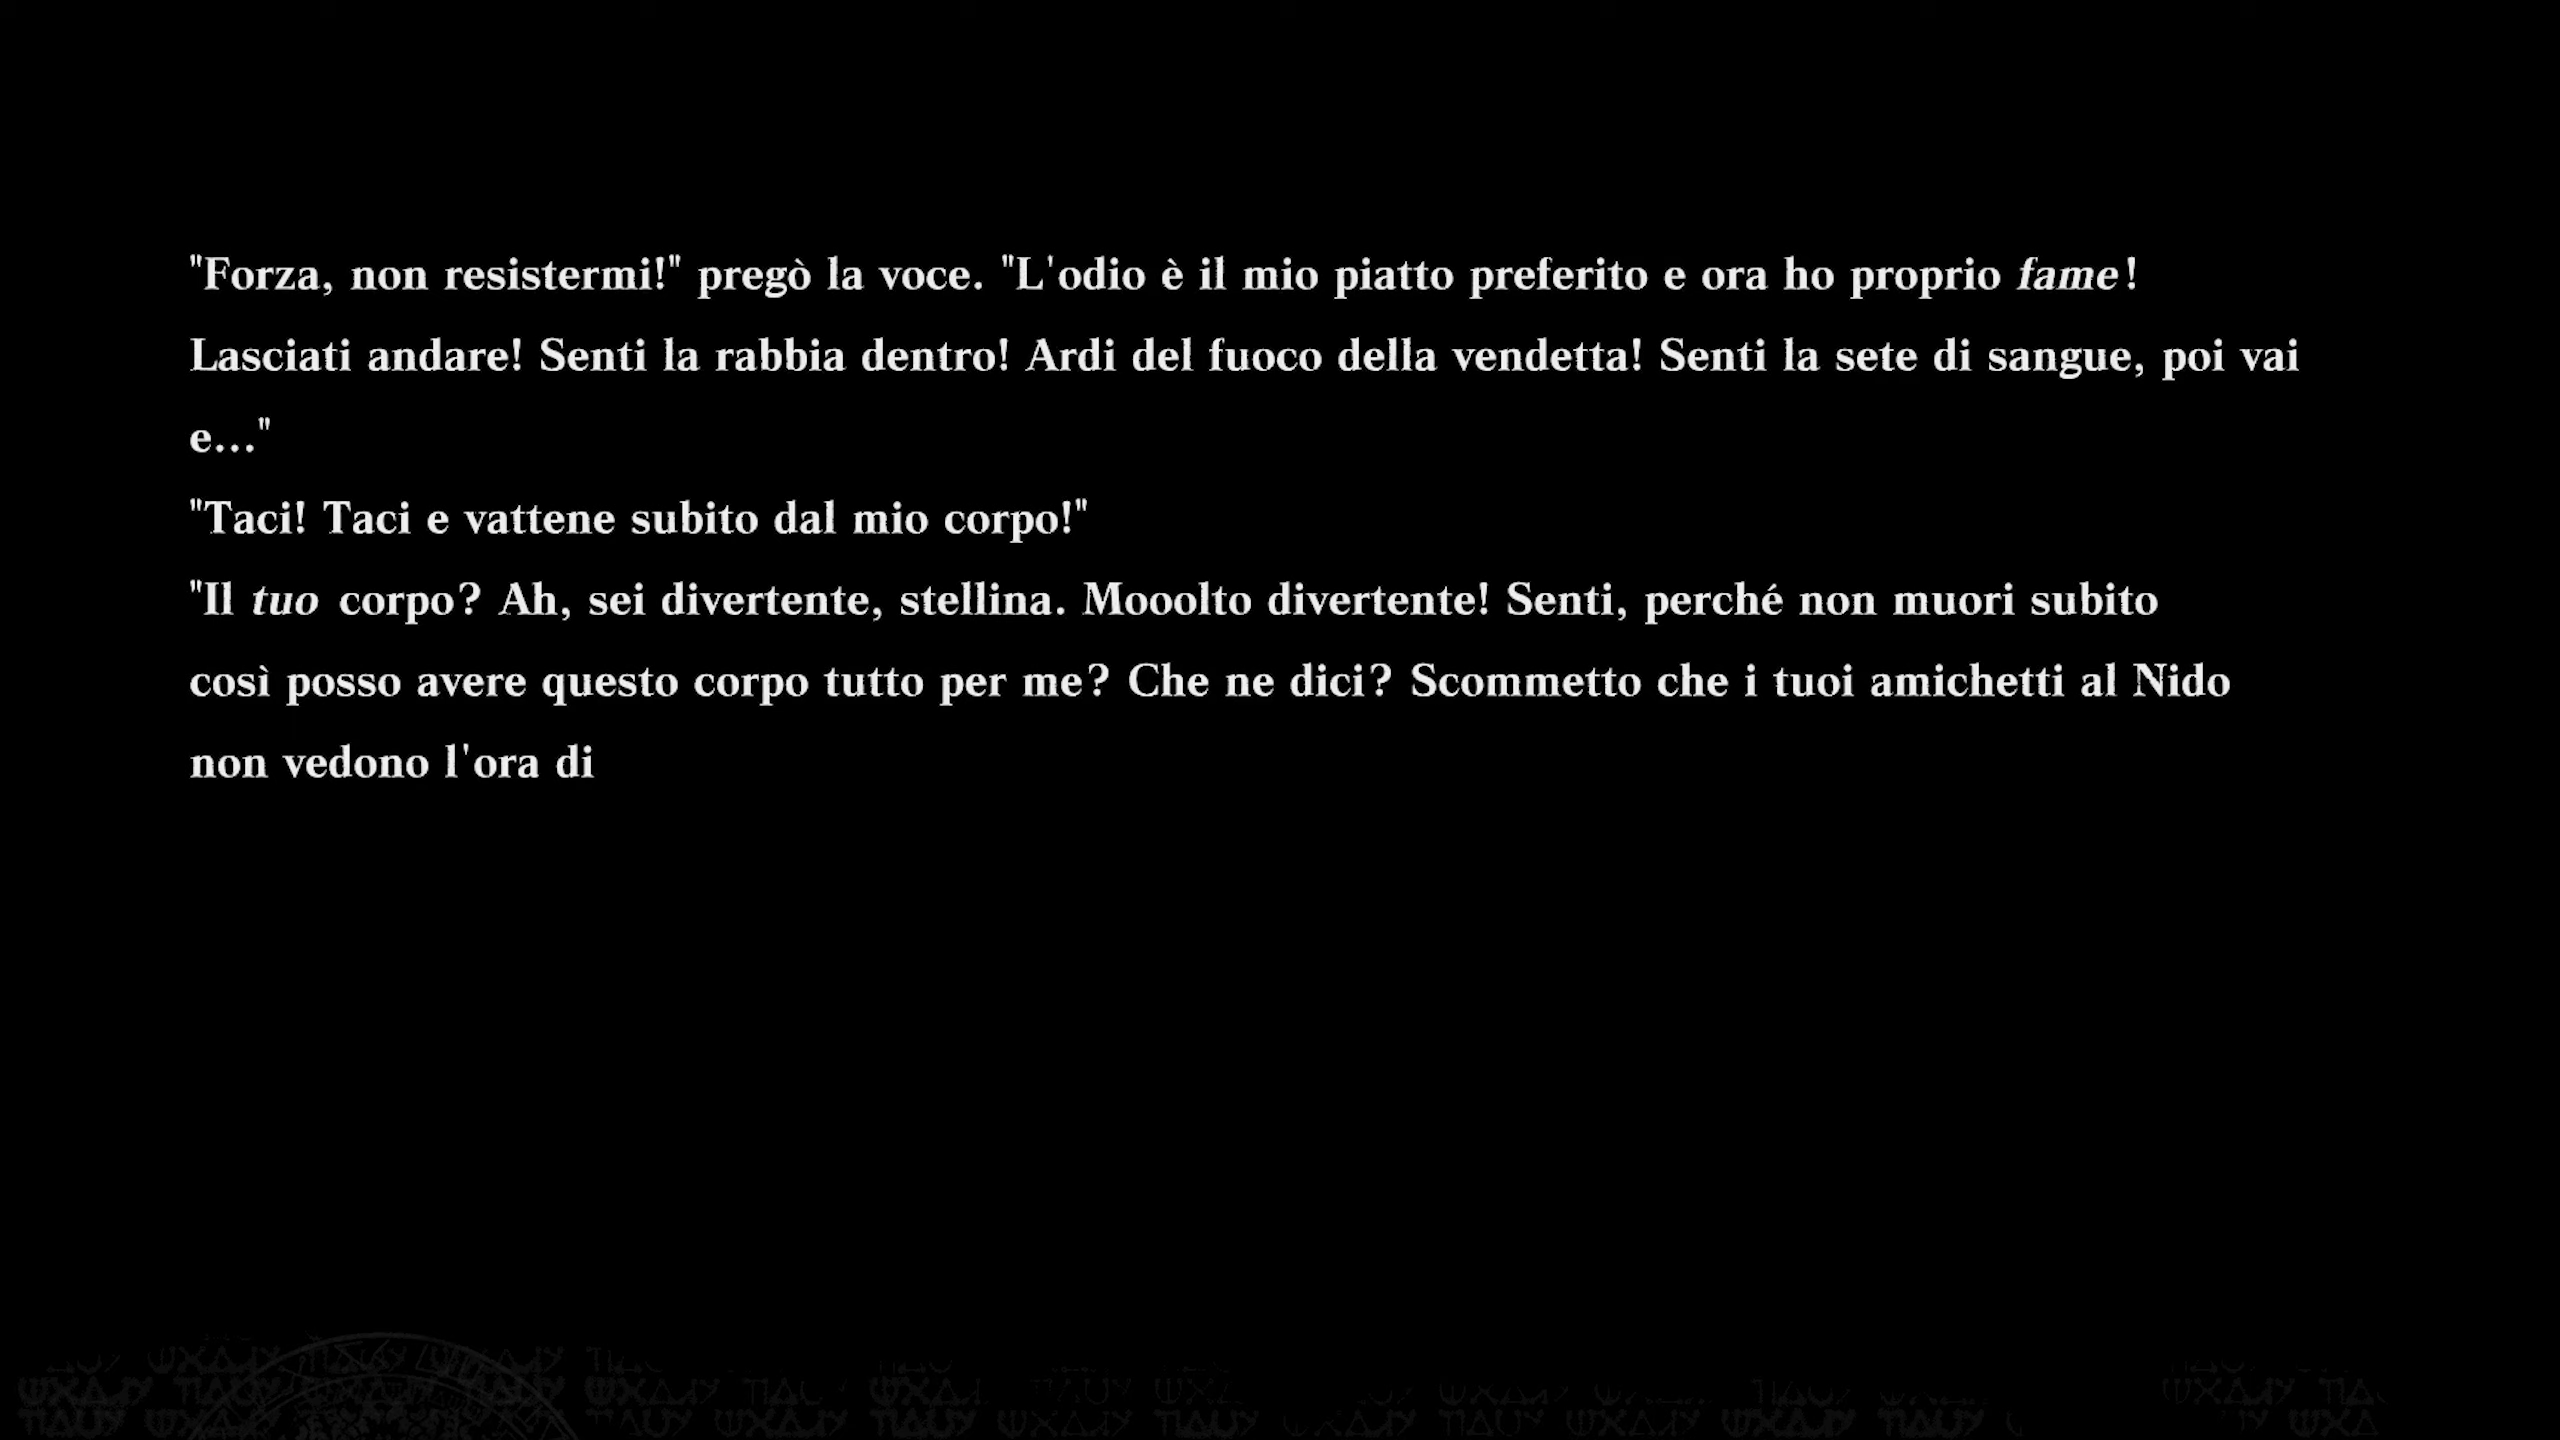 "Forza, non resistermi!" pregò la voce. "L'odio è il mio piatto preferito e ora ho proprio fame!
Lasciati andare! Senti la rabbia dentro! Ardi del fuoco della vendetta! Senti la sete di sangue, poi vai
e..."
"Taci! Taci e vattene subito dal mio corpo!"
"Il tuo corpo? Ah, sei divertente, stellina. Mooolto divertente! Senti, perché non muori subito
così posso avere questo corpo tutto per me? Che ne dici? Scommetto che i tuoi amichetti al Nido
non vedono l'ora di